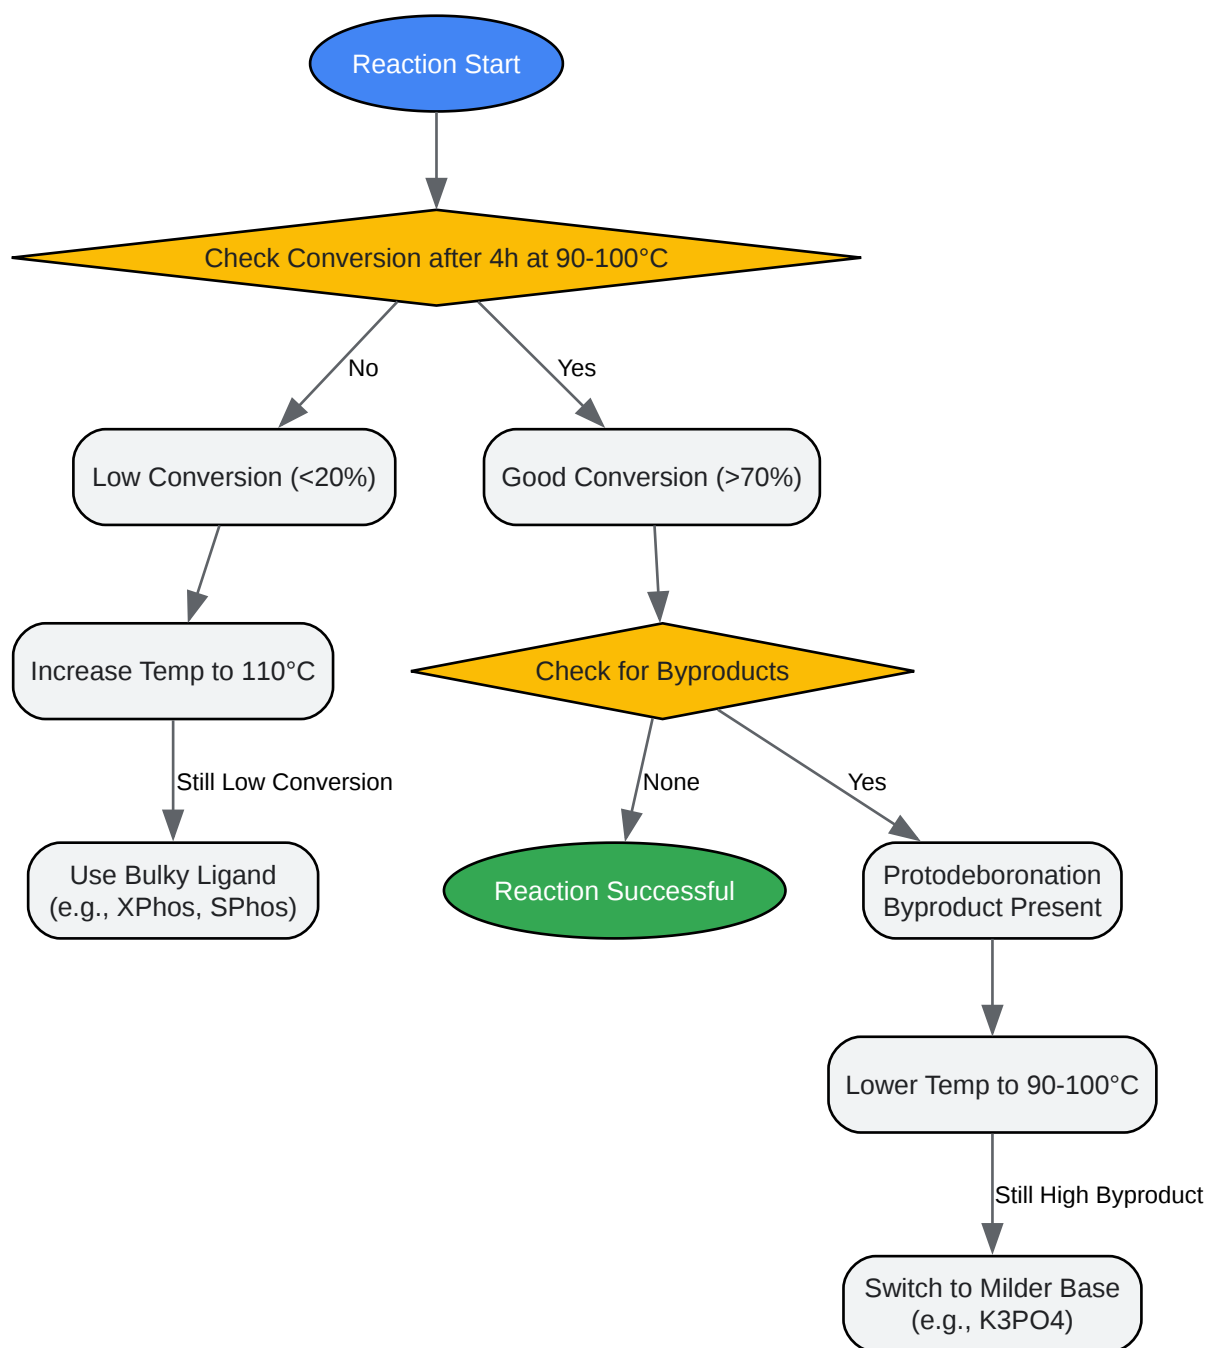 Reaction Start
Check Conversion after 4h at 90-100°C
No
Yes
Low Conversion (<20%)
Good Conversion (>70%)
Increase Temp to 110°C
Check for Byproducts
Still Low Conversion
None
Yes
Use Bulky Ligand
(e.g., XPhos, SPhos)
Reaction Successful
Protodeboronation
Byproduct Present
Lower Temp to 90-100°C
Still High Byproduct
Switch to Milder Base
(e.g., K3PO4)